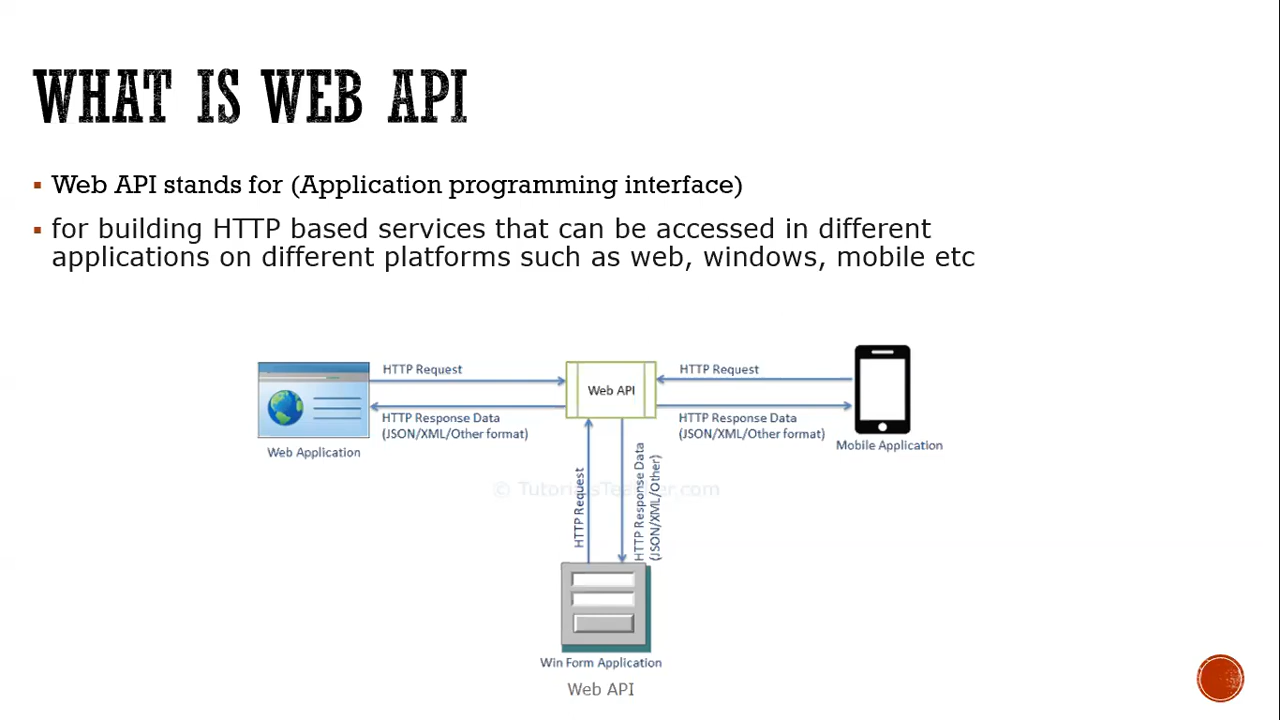 WHAT IS WEB API
▪ Web API stands for (Application programming interface)
▪ for building HTTP based services that can be accessed in different
applications on different platforms such as web, windows, mobile etc
HTTP Request
Web API
HTTP Request
HTTP Response Data
(JSON/XML/Other format)
HTTP Response Data
(JSON/XML/Other format)
Web Application
Mobile Application
HTTP Request
HTTP Response Data
(JSON/XML/Other)
Win Form Application
Web API